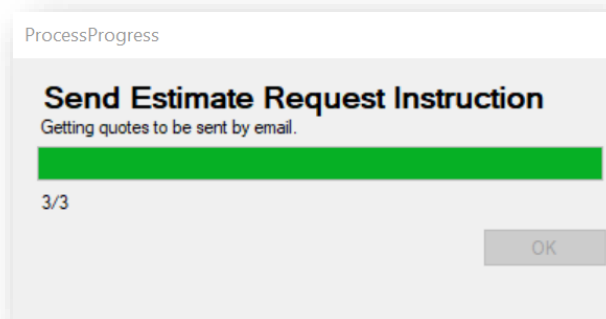 ProcessProgress
Send Estimate Request Instruction
Getting quotes to be sent by email.
3/3
OK